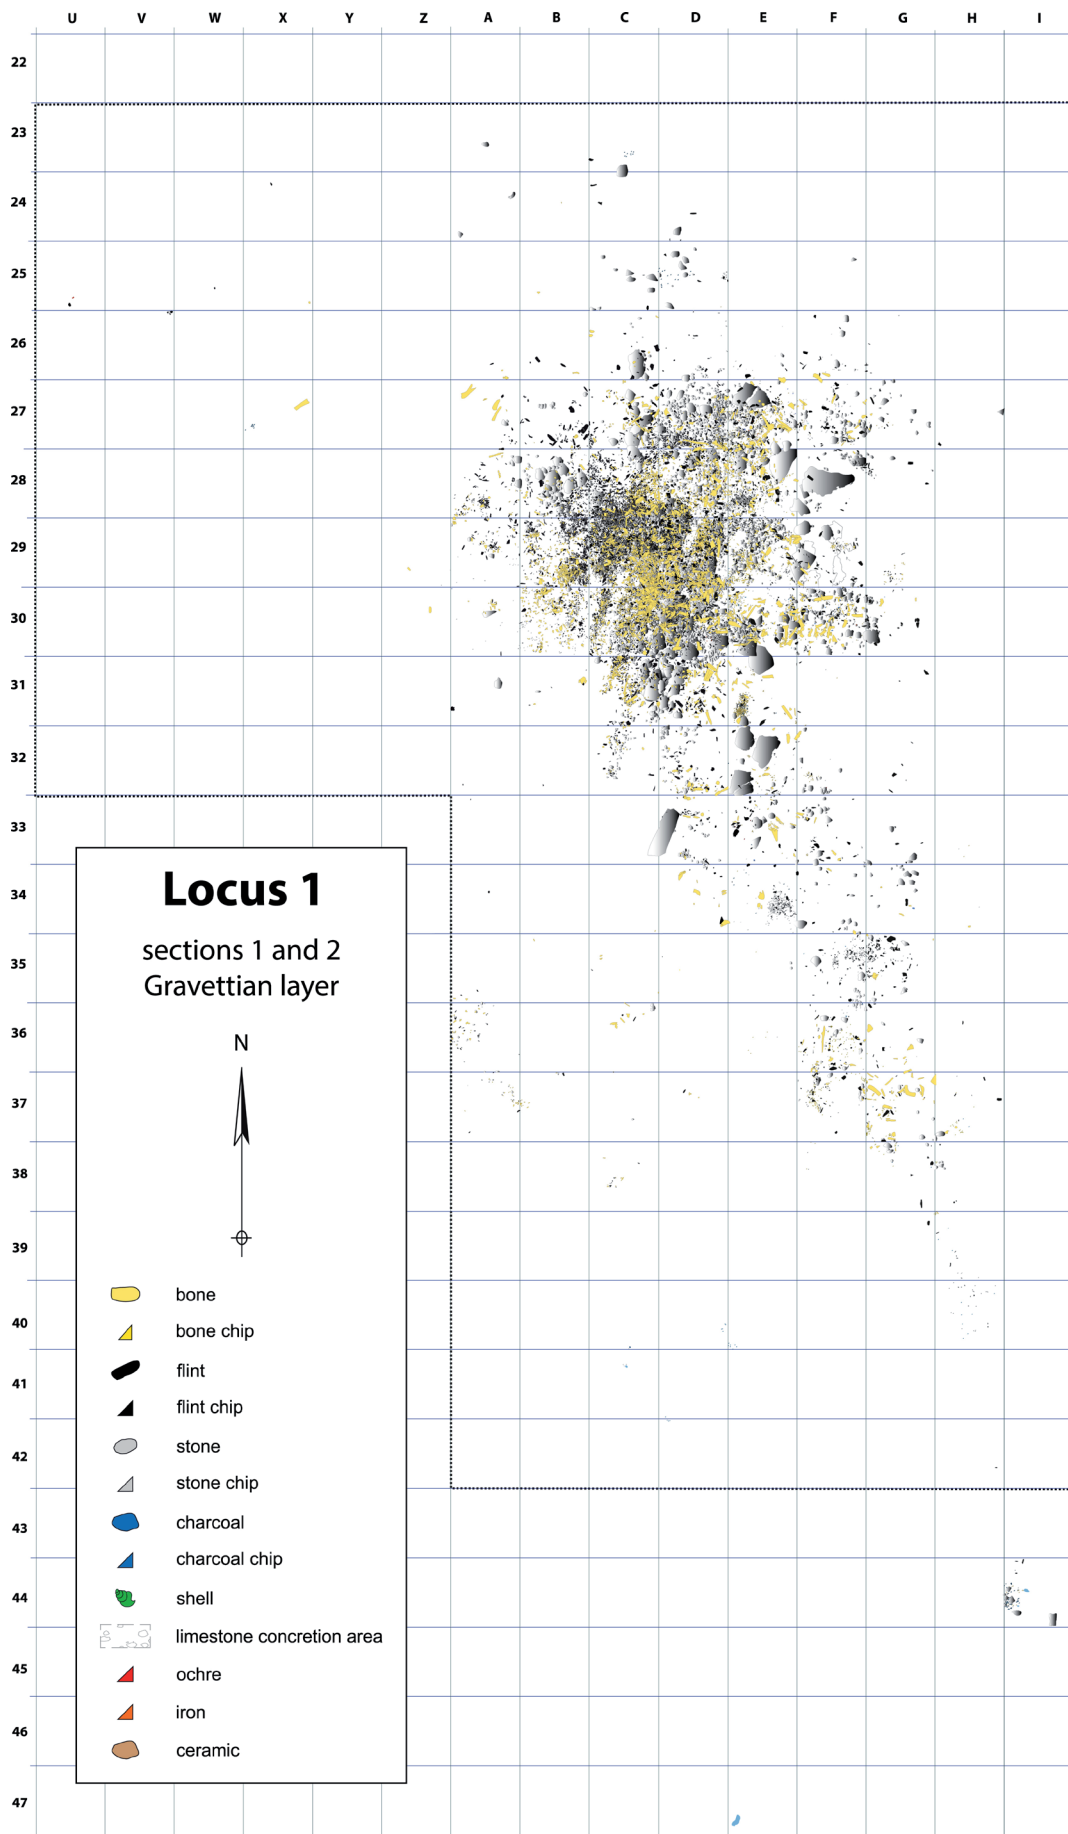 U V W X Y Z A B C D E F G H I
22
23
24
25
26
27
28
29
30
31
32
33
34
35
36
37
38
39
40
41
42
43
44
45
46
47
Locus 1
sections 1 and 2
Gravettian layer
N
bone
bone chip
flint
flint chip
stone
stone chip
charcoal
charcoal chip
shell
limestone concretion area
ochre
iron
ceramic